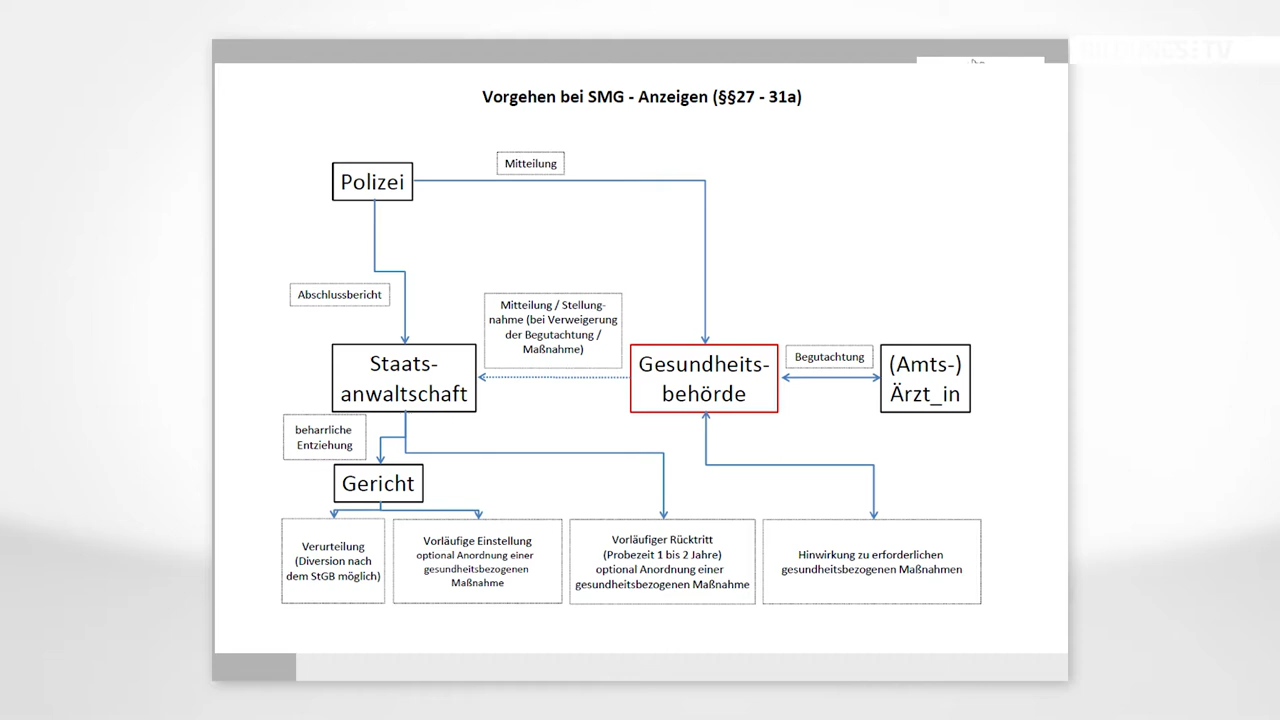 Vorgehen bei SMG - Anzeigen (§§27 - 31a)
Mitteilung
Polizei
Abschlussbericht
Mitteilung / Stellung-
nahme (bei Verweigerung
der Begutachtung /
Maßnahme)
Staats-
anwaltschaft
Gesundheits-
behörde
Begutachtung
(Amts-)
Ärzt_in
beharrliche
Entziehung
Gericht
Verurteilung
(Diversion nach
dem StGB möglich)
Vorläufige Einstellung
optional Anordnung einer
gesundheitsbezogenen
Maßnahme
Vorläufiger Rücktritt
(Probezeit 1 bis 2 Jahre)
optional Anordnung einer
gesundheitsbezogenen Maßnahme
Hinwirkung zu erforderlichen
gesundheitsbezogenen Maßnahmen